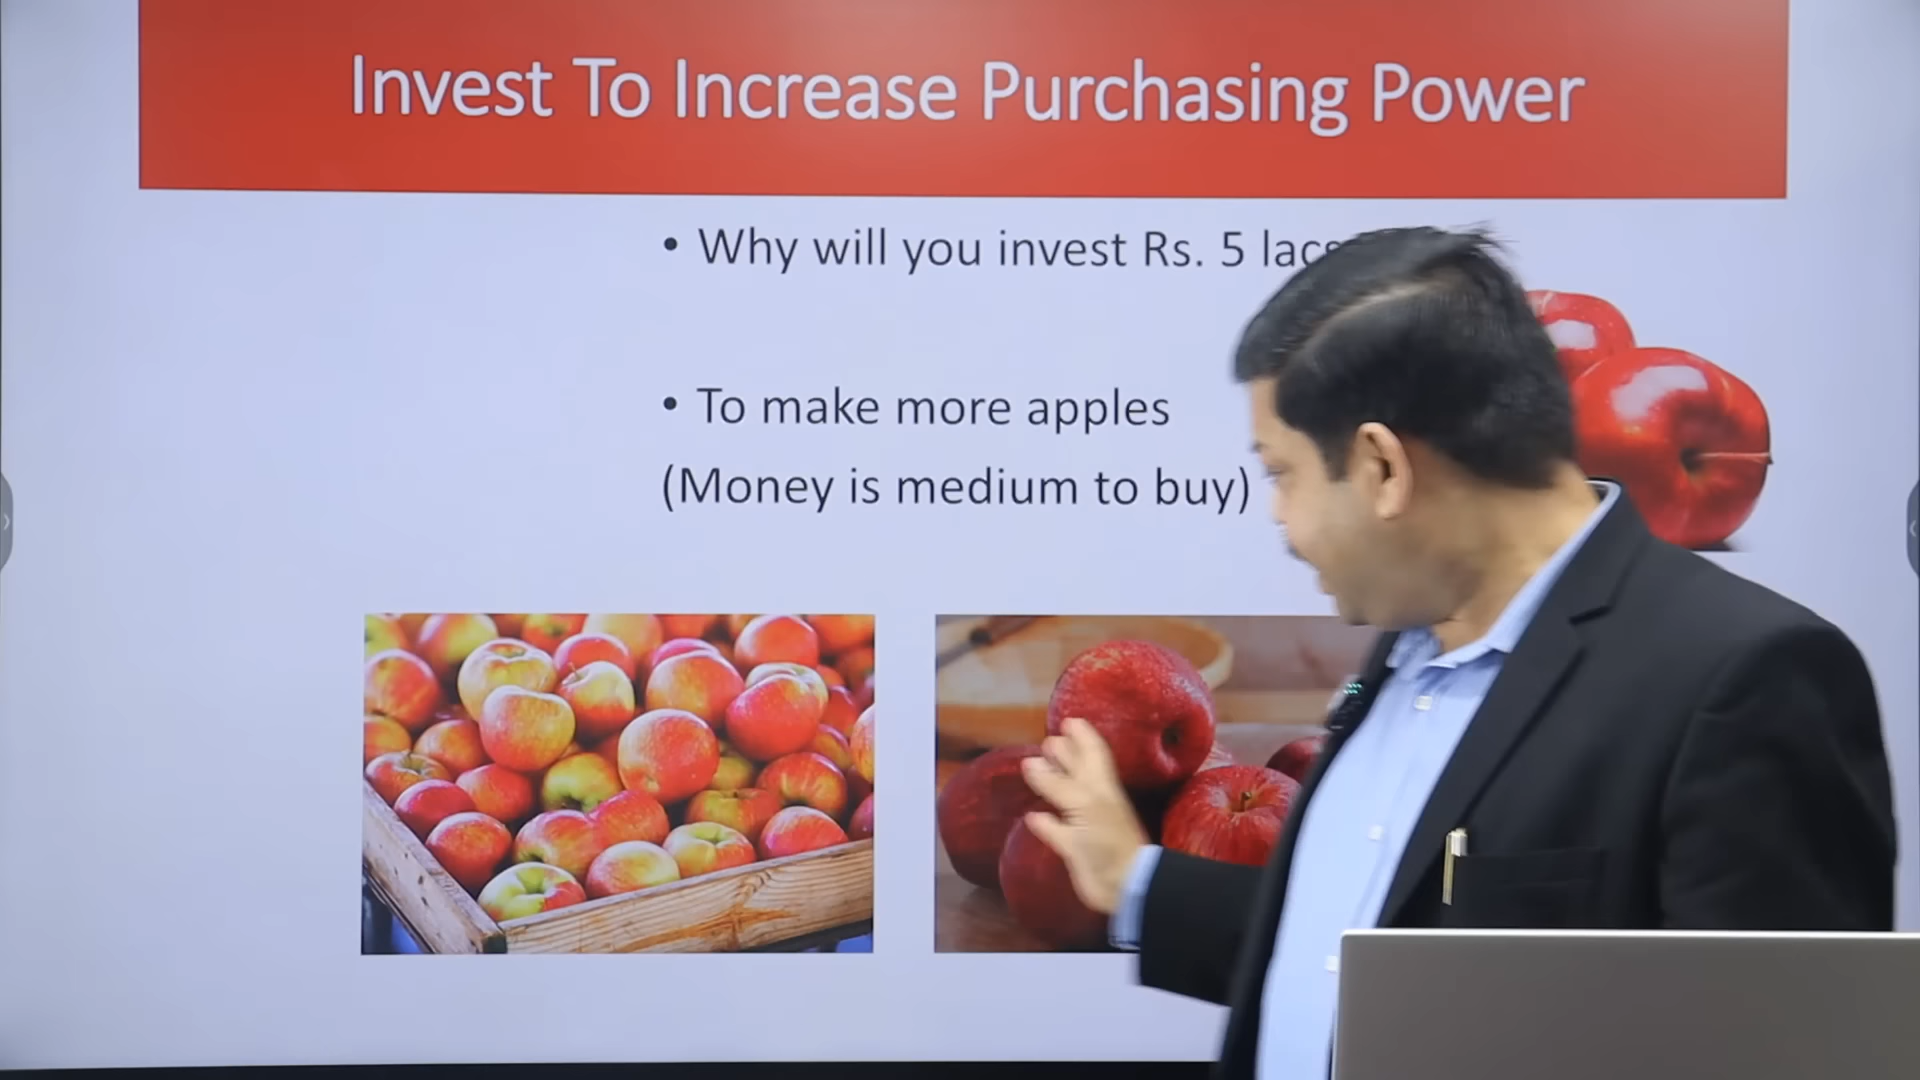 Invest To Increase Purchasing Power
• Why will you invest Rs. 5 lacs
• To make more apples
(Money is medium to buy)